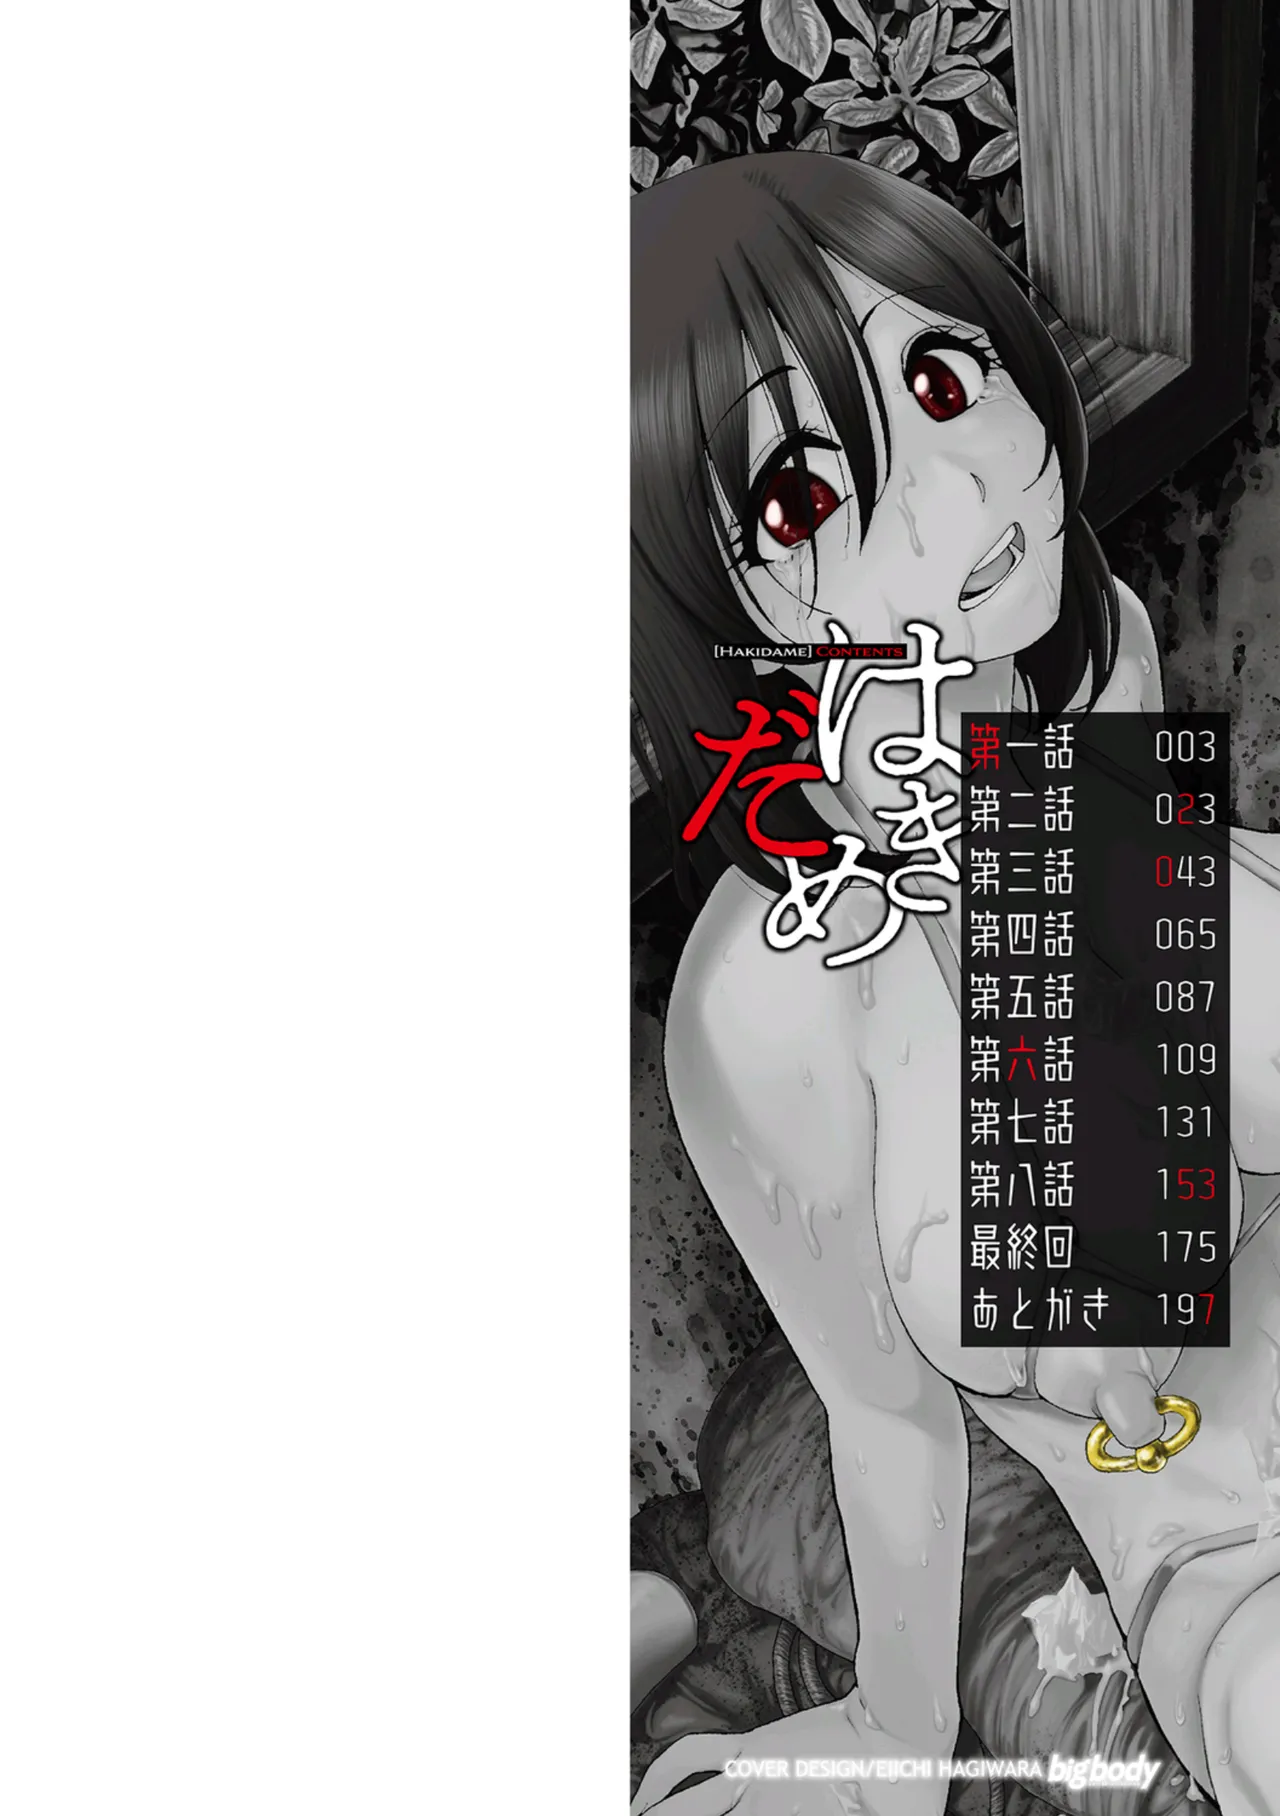 [HAKIDAME] CONTENTS
はきだめ
第一話 003
第二話 023
第三話 043
第四話 065
第五話 087
第六話 109
第七話 131
第八話 153
最終回 175
あとがき 197
COVER DESIGN/EIICHI HAGIWARA bigbody